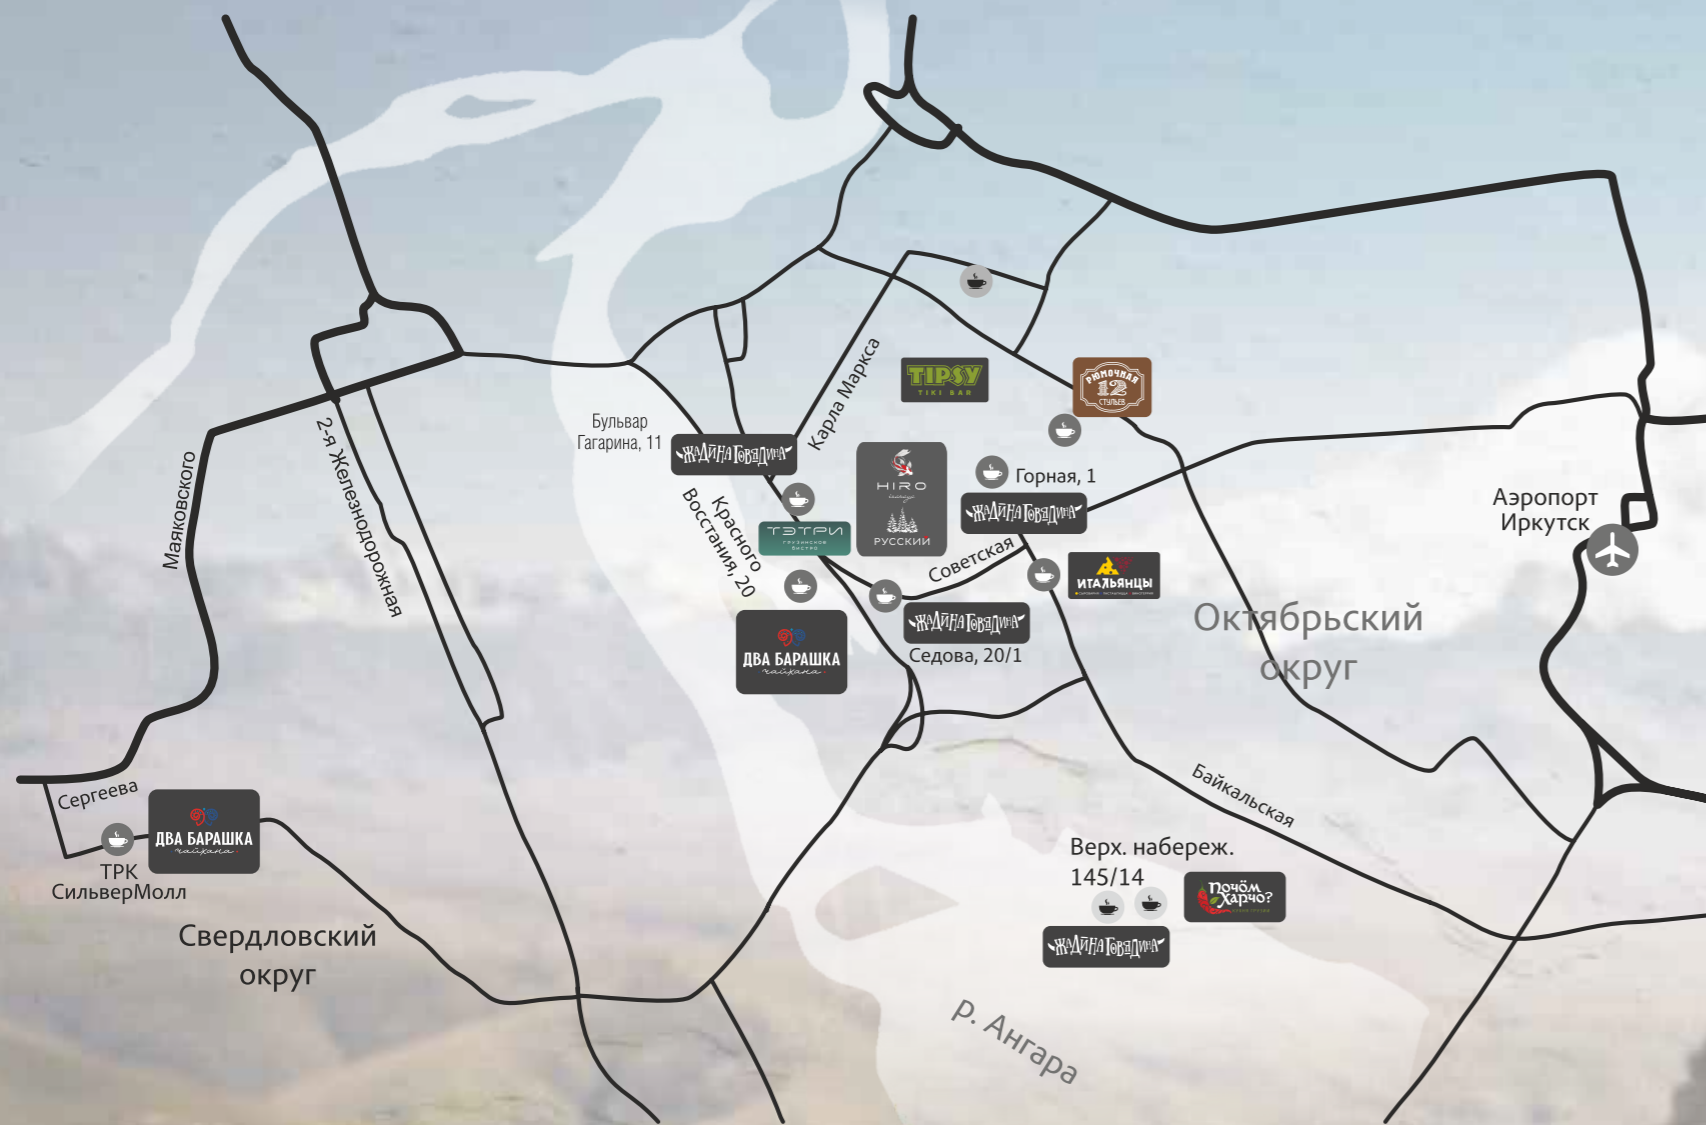 TIPSY
TIKI BAR
РЮМОЧНАЯ
12
СТУЛЬЕВ
Карла Маркса
Бульвар
Гагарина, 11
ЖАДИНА ГОВЯДИНА
HIRO
РУССКИЙ
Горная, 1
ЖАДИНА ГОВЯДИНА
Маяковского
2-я Железнодорожная
Красного
Восстания, 20
ТЭТРИ
ГРУЗИНСКОЕ
БИСТРО
Советская
ИТАЛЬЯНЦЫ
Аэропорт
Иркутск
ДВА БАРАШКА
чайхана
ЖАДИНА ГОВЯДИНА
Седова, 20/1
Октябрьский
округ
Байкальская
Сергеева
ДВА БАРАШКА
чайхана
ТРК
СильверМолл
Свердловский
округ
Верх. набереж.
145/14
Почём
Харчо?
ЖАДИНА ГОВЯДИНА
р. Ангара